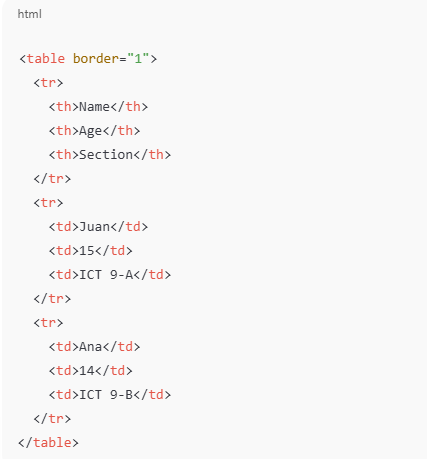 html
<table border="1">
  <tr>
    <th>Name</th>
    <th>Age</th>
    <th>Section</th>
  </tr>
  <tr>
    <td>Juan</td>
    <td>15</td>
    <td>ICT 9-A</td>
  </tr>
  <tr>
    <td>Ana</td>
    <td>14</td>
    <td>ICT 9-B</td>
  </tr>
</table>